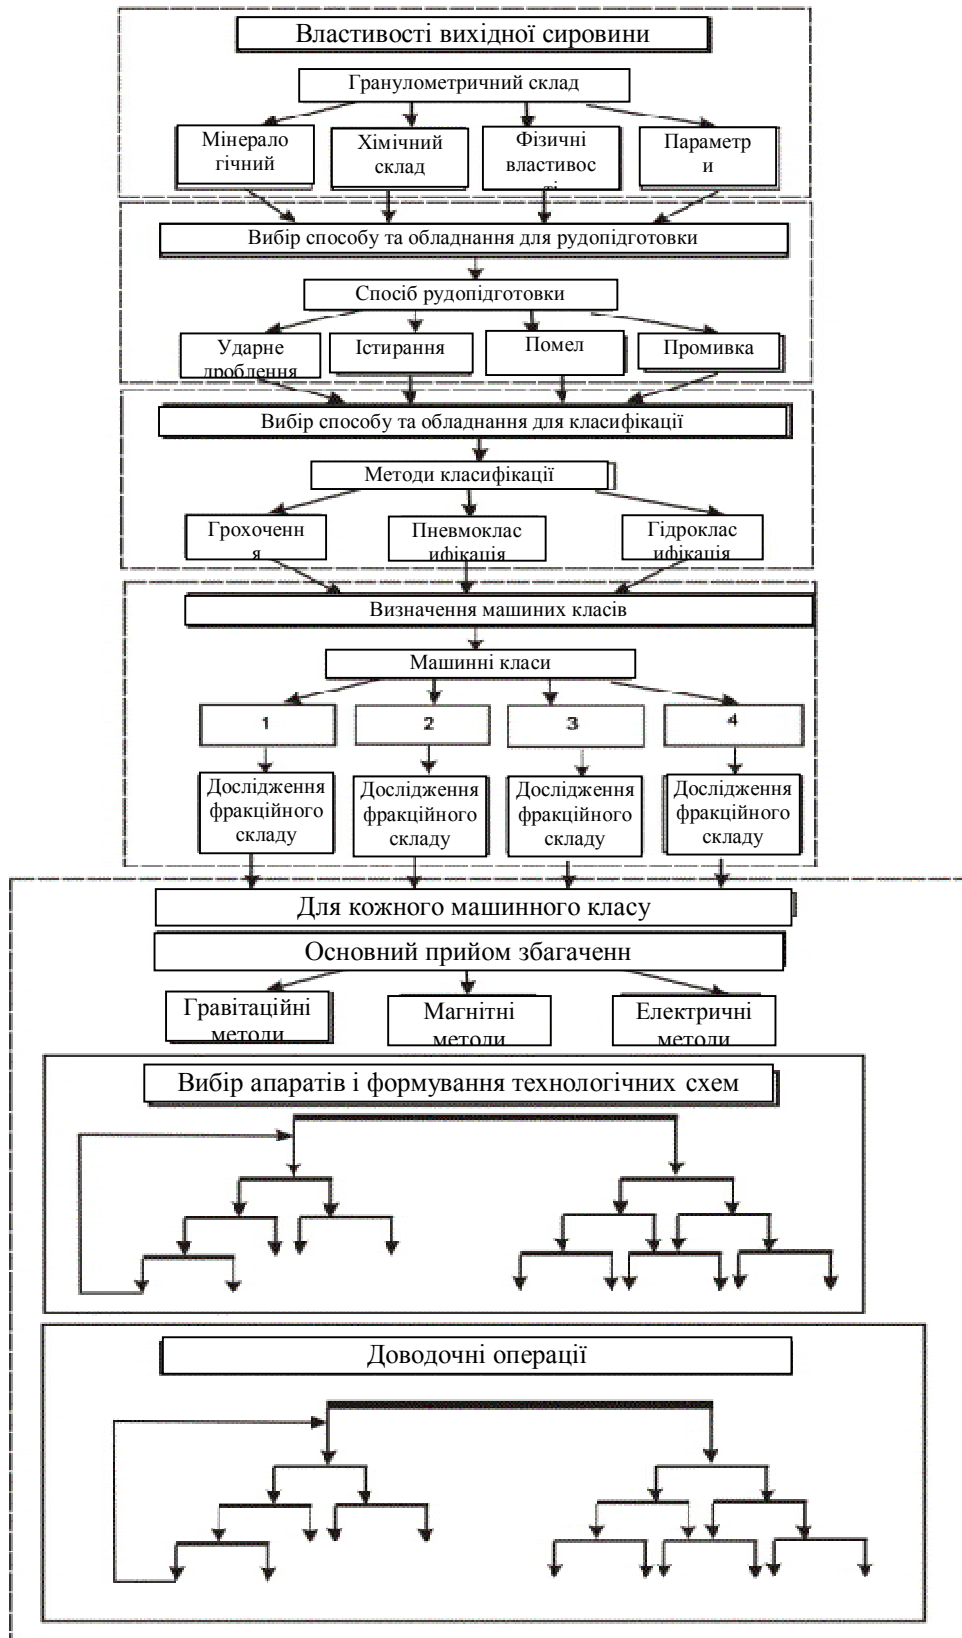 Властивості вихідної сировини
Гранулометричний склад
Мінерало
гічний
Хімічний
склад
Фізичні
властивос
ті
Параметр
и
Вибір способу та обладнання для рудопідготовки
Спосіб рудопідготовки
Ударне
дроблення
Істирання
Помел
Промивка
Вибір способу та обладнання для класифікації
Методи класифікації
Грохоченн
я
Пневмоклас
ифікація
Гідроклас
ифікація
Визначення машиних класів
Машинні класи
1
2
3
4
Дослідження
фракційного
складу
Дослідження
фракційного
складу
Дослідження
фракційного
складу
Дослідження
фракційного
складу
Для кожного машинного класу
Основний прийом збагаченн
Гравітаційні
методи
Магнітні
методи
Електричні
методи
Вибір апаратів і формування технологічних схем
Доводочні операції